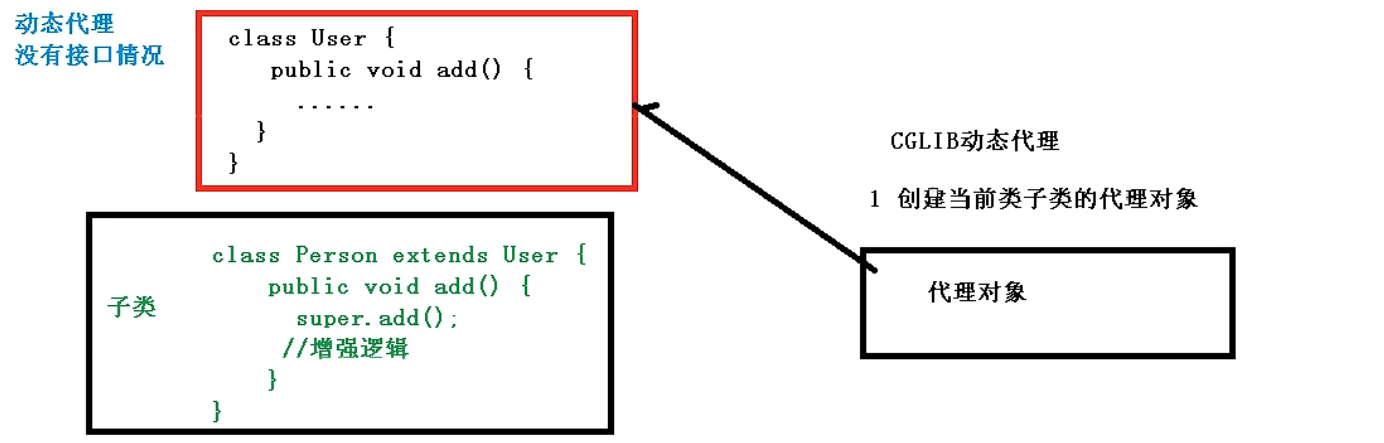 动态代理
没有接口情况
class User {
public void add() {
......
}
}
CGLIB动态代理
1 创建当前类子类的代理对象
代理对象
子类
class Person extends User {
public void add() {
super.add();
//增强逻辑
}
}